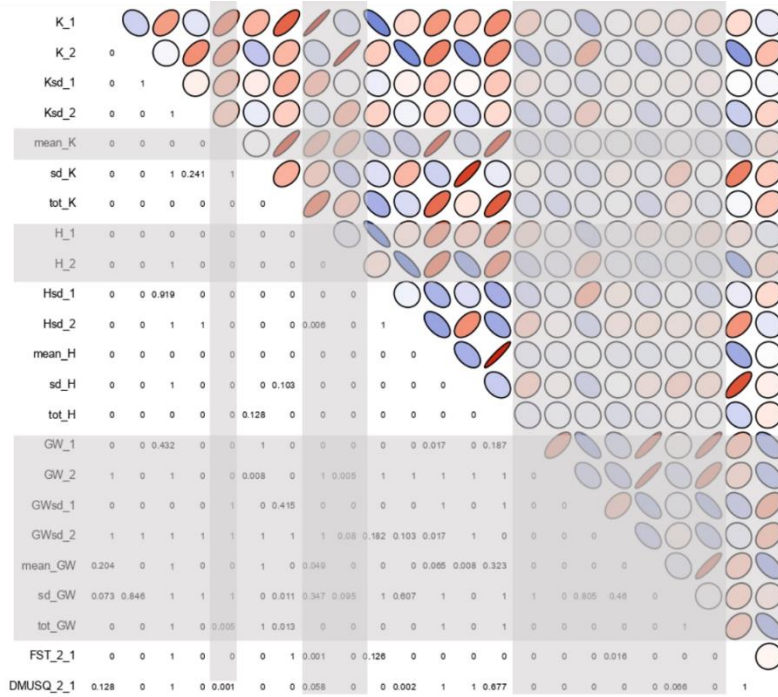 K_1
K_2 0
Ksd_1 0 1
Ksd_2 0 0 1
mean_K 0 0 0 0
sd_K 0 0 1 0.241 1
tot_K 0 0 0 0 0 0
H_1 0 0 0 0 0 0 0
H_2 0 0 1 0 0 0 0 0
Hsd_1 0 0 0.919 0 0 0 0 0 0
Hsd_2 0 0 1 1 0 0 0 0.006 0 1
mean_H 0 0 0 0 0 0 0 0 0 0 0
sd_H 0 0 1 0 0 0.103 0 0 0 0 0 0
tot_H 0 0 0 0 0.128 0 0 0 0 0 0 0 0
GW_1 0 0 0.432 0 0 1 0 0 0 0 0 0.017 0 0.187
GW_2 1 0 1 0 0 0.008 0 1 0.005 1 1 1 1 1 0
GWsd_1 0 0 0 0 1 0 0.415 0 0 0 0 0 1 0 0 0
GWsd_2 1 1 1 1 1 1 1 1 0.08 0.182 0.103 0.017 1 0 0 0 0
mean_GW 0.204 0 1 0 0 1 0 0.049 0 0 0 0.065 0.008 0.323 0 0 0 0
sd_GW 0.073 0.846 1 1 1 0 0.011 0.347 0.095 1 0.607 1 0 1 1 0 0.805 0.46 0
tot_GW 0 0 1 0 0.005 1 0.013 0 0 0 0 0 1 0 0 0 0 0 0 1
FST_2_1 0 0 1 0 0 0 1 0.001 0 0.126 0 0 0 0 0 0 0 0.016 0 0 0
DMUSQ_2_1 0.128 0 1 0 0.001 0 0 0.058 0 0 0.002 1 1 0.677 0 0 0 0 0 0.066 0 1